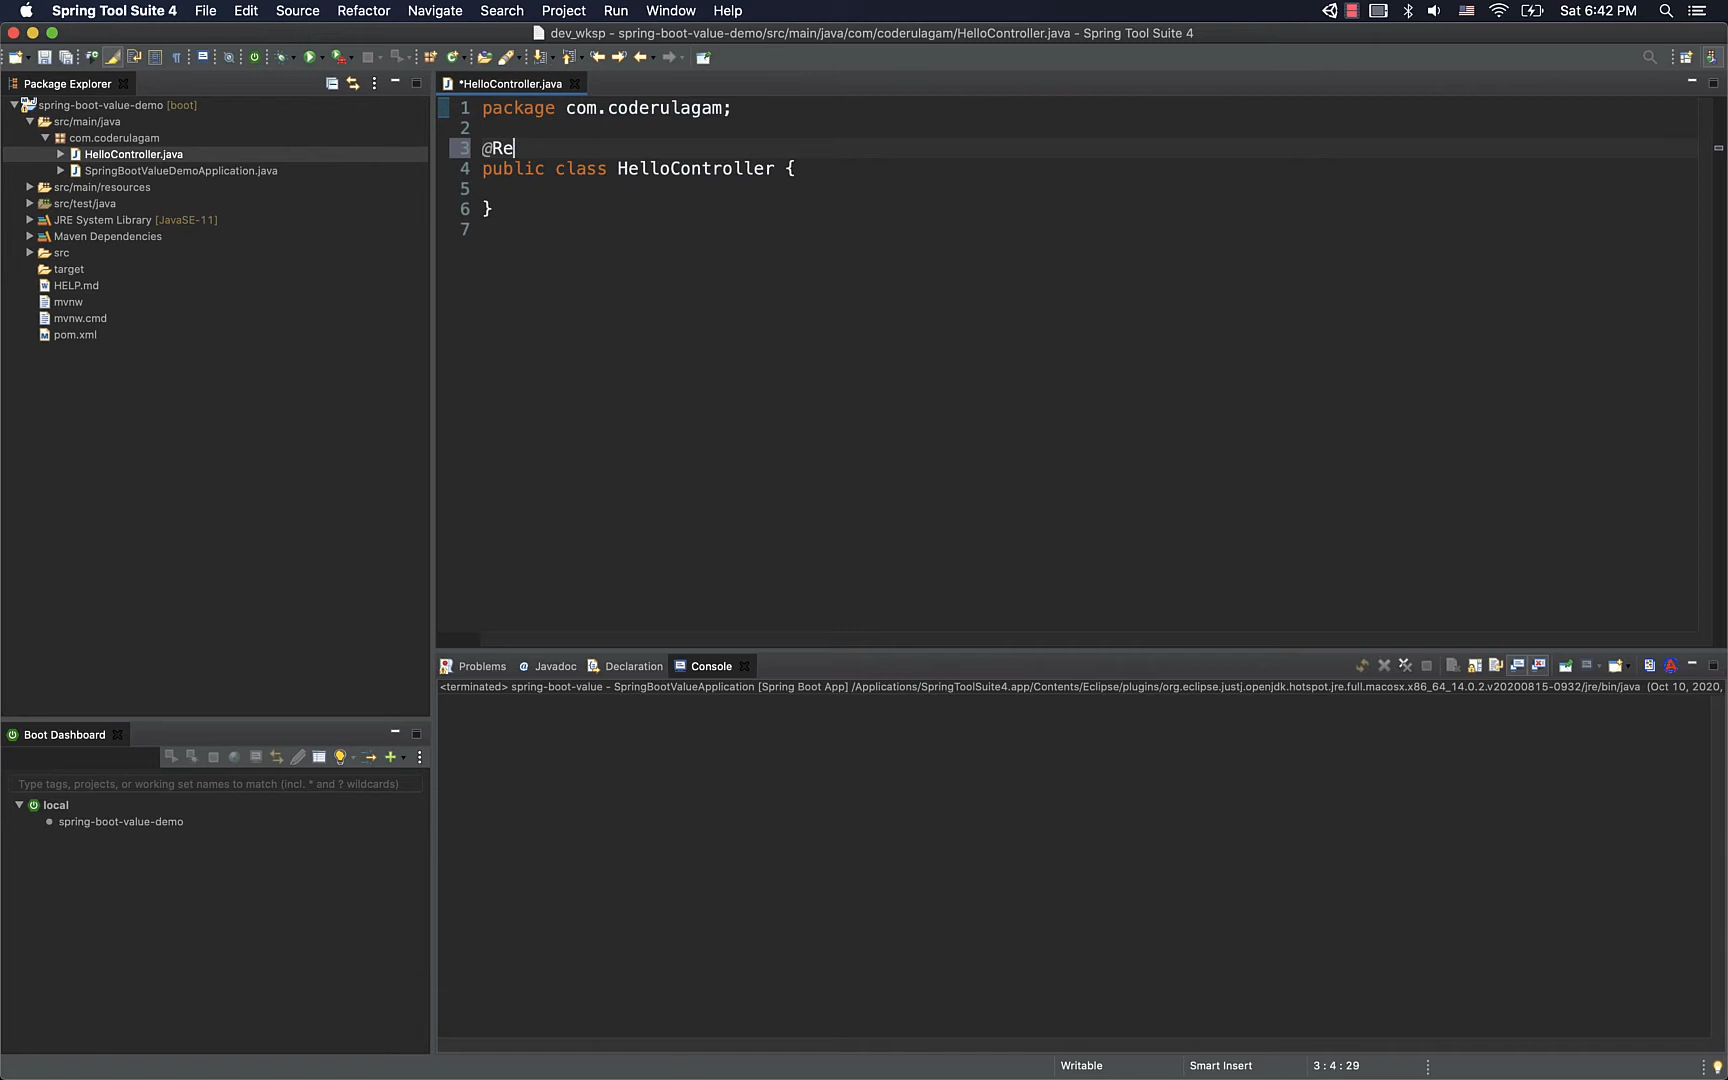 Spring Tool Suite 4 File Edit Source Refactor Navigate Search Project Run Window Help Sat 6:42 PM
dev_wksp - spring-boot-value-demo/src/main/java/com/coderulagam/HelloController.java - Spring Tool Suite 4
Package Explorer
spring-boot-value-demo [boot]
src/main/java
com.coderulagam
HelloController.java
SpringBootValueDemoApplication.java
src/main/resources
src/test/java
JRE System Library [JavaSE-11]
Maven Dependencies
src
target
HELP.md
mvnw
mvnw.cmd
pom.xml
*HelloController.java
1 package com.coderulagam;
2
3 @Re
4 public class HelloController {
5
6 }
7
Problems Javadoc Declaration Console
<terminated> spring-boot-value - SpringBootValueApplication [Spring Boot App] /Applications/SpringToolSuite4.app/Contents/Eclipse/plugins/org.eclipse.justj.openjdk.hotspot.jre.full.macosx.x86_64_14.0.2.v20200815-0932/jre/bin/java (Oct 10, 2020,
Boot Dashboard
Type tags, projects, or working set names to match (incl. * and ? wildcards)
local
spring-boot-value-demo
Writable Smart Insert 3 : 4 : 29